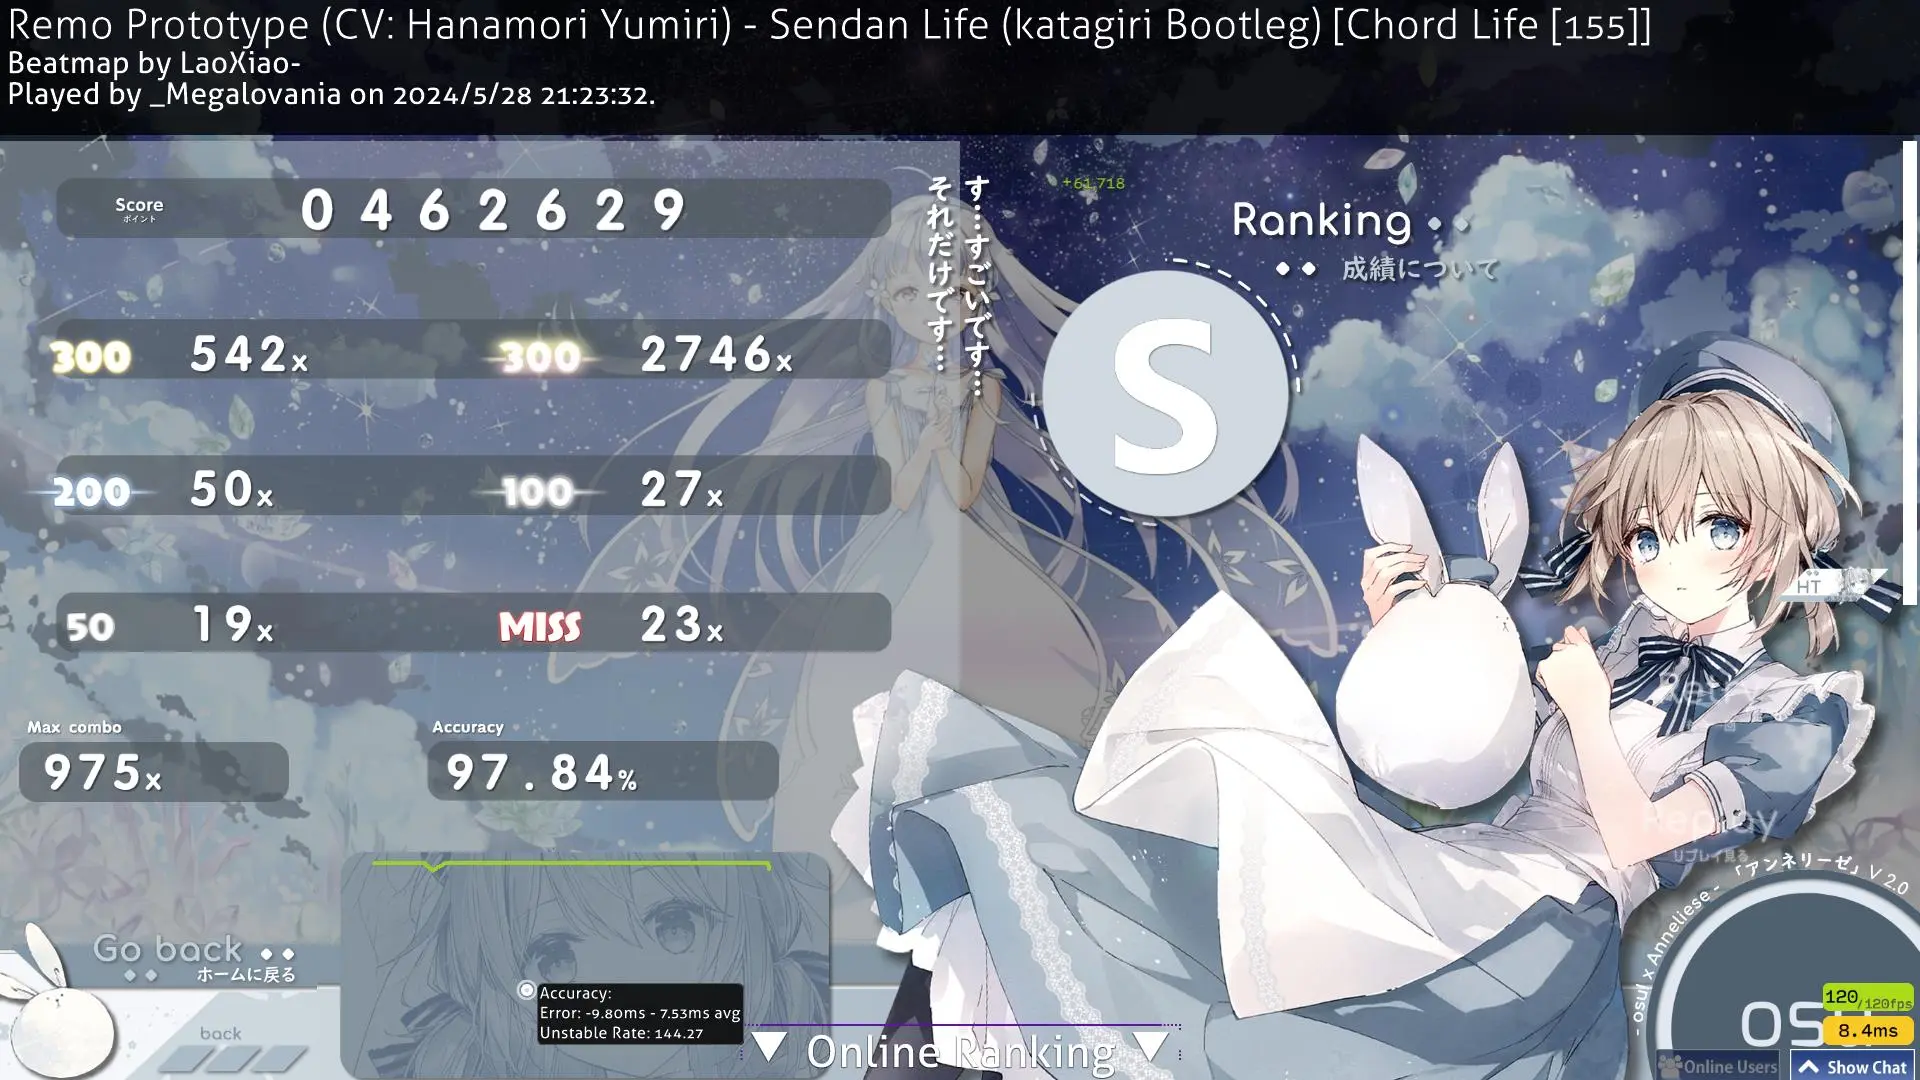 Remo Prototype (CV: Hanamori Yumiri) - Sendan Life (katagiri Bootleg) [Chord Life [155]]
Beatmap by LaoXiao-
Played by _Megalovania on 2024/5/28 21:23:32.
Score
ポイント
0462629
+61,718
す…すごいです…
それだけです…
Ranking
成績について
S
300 542x 300 2746x
200 50x 100 27x
50 19x MISS 23x
HT
Max combo
975x
Accuracy
97.84%
Retry
Replay
リプレイ見る
- osu! x Anneliese - 「アンネリーゼ」 V 2.0
Go back
ホームに戻る
back
Accuracy:
Error: -9.80ms - 7.53ms avg
Unstable Rate: 144.27
Online Ranking
120/120fps
8.4ms
Online Users
Show Chat